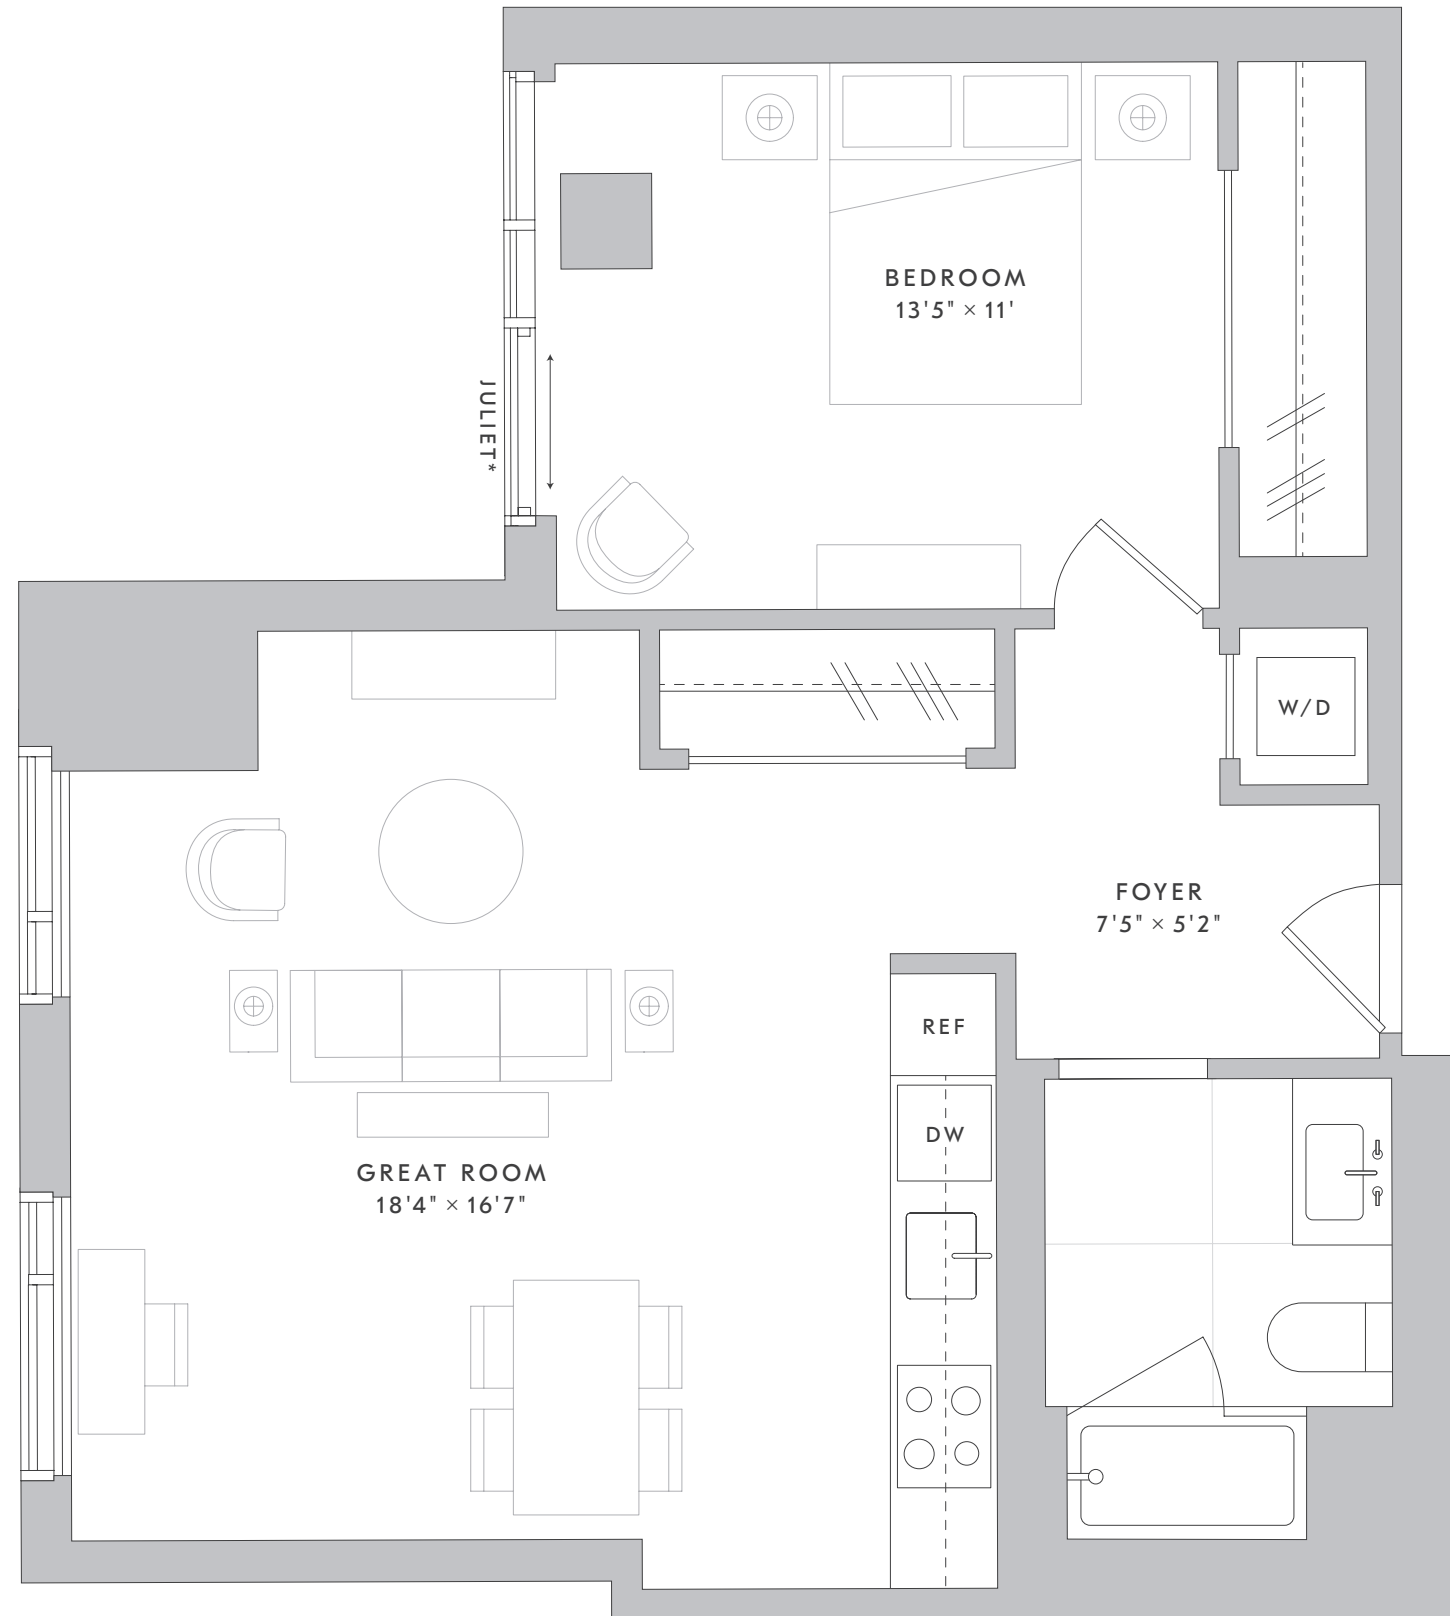 BEDROOM
13'5" × 11'
JULIET*
W/D
FOYER
7'5" × 5'2"
REF
DW
GREAT ROOM
18'4" × 16'7"